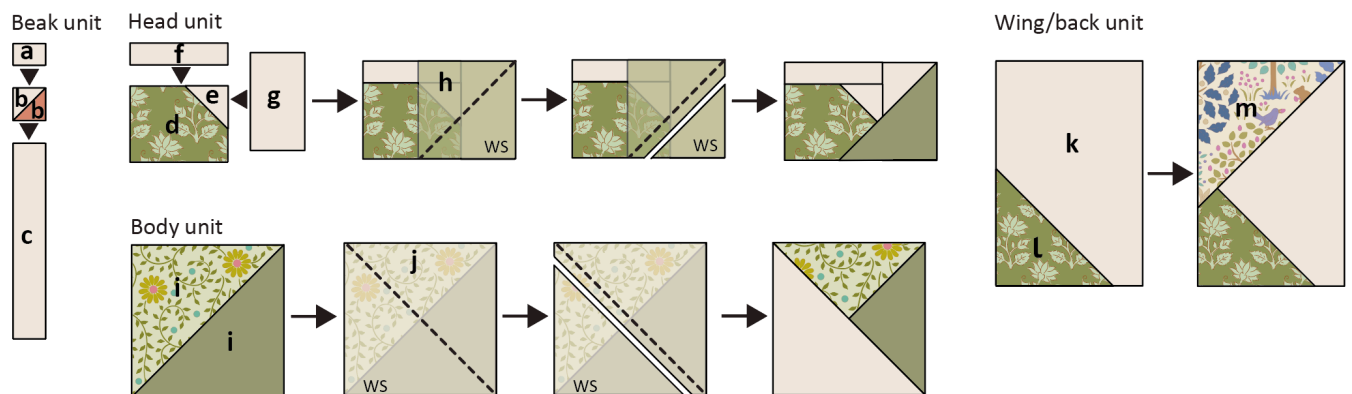 Beak unit
a
b
b
c
Head unit
f
e
d
g
h
WS
WS
Body unit
i
i
j
WS
WS
Wing/back unit
k
l
m